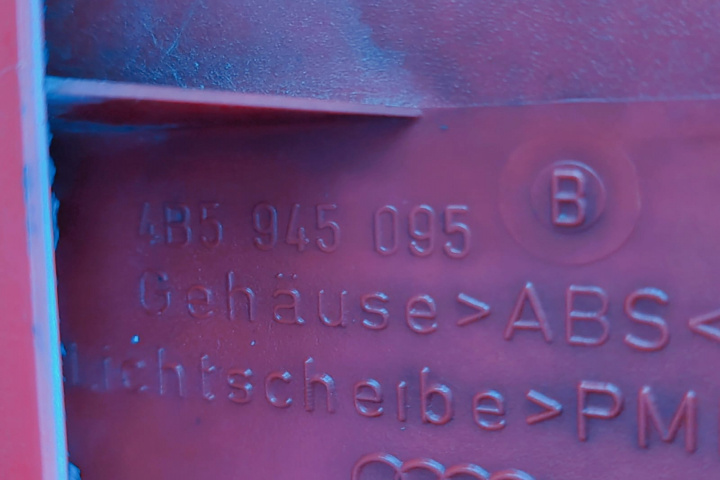 B
4B5 945 095
Gehäuse>ABS<
Lichtscheibe>PM